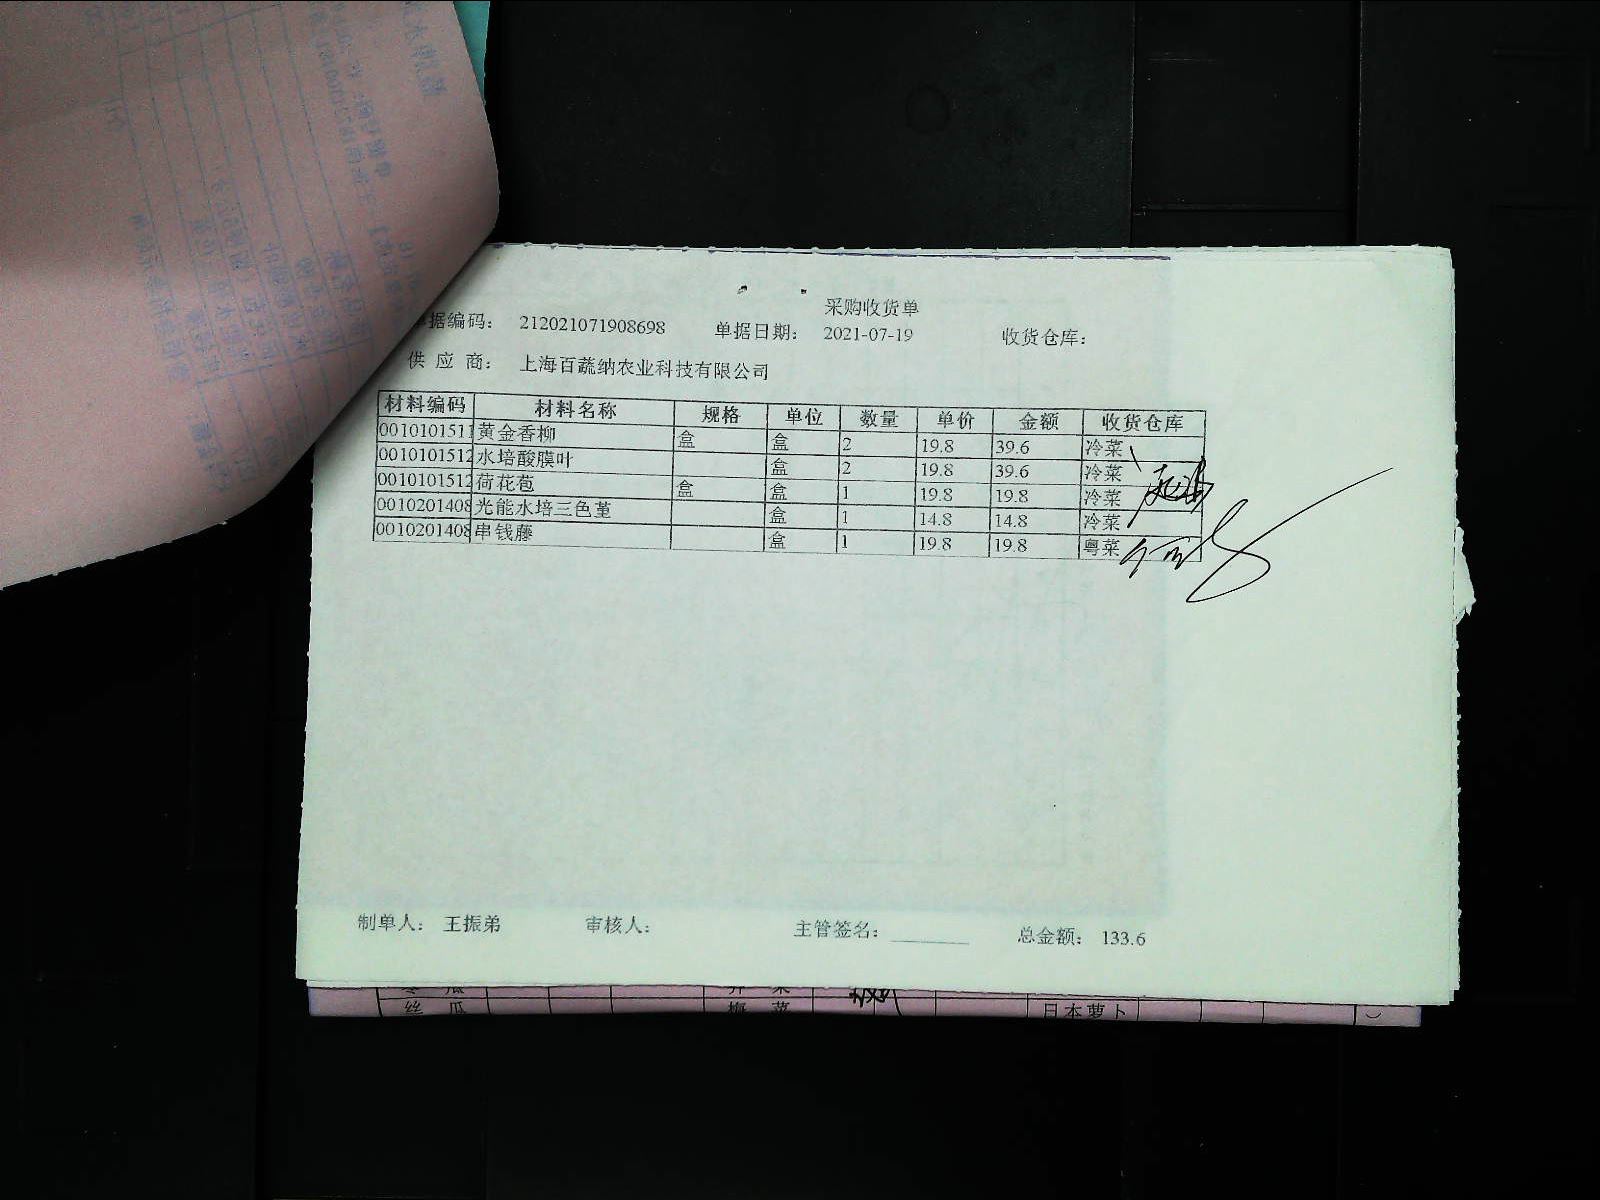 采购收货单
据编码： 212021071908698 单据日期： 2021-07-19 收货仓库：
供 应 商： 上海百蔬纳农业科技有限公司
材料编码 材料名称 规格 单位 数量 单价 金额 收货仓库
0010101511 黄金香柳 盒 盒 2 19.8 39.6 冷菜
0010101512 水培酸膜叶 盒 2 19.8 39.6 冷菜
0010101512 荷花苞 盒 盒 1 19.8 19.8 冷菜
0010201408 光能水培三色堇 盒 1 14.8 14.8 冷菜
0010201408 串钱藤 盒 1 19.8 19.8 粤菜
制单人： 王振弟 审核人： 主管签名： 总金额： 133.6
丝 瓜 梅 菜 日本萝卜